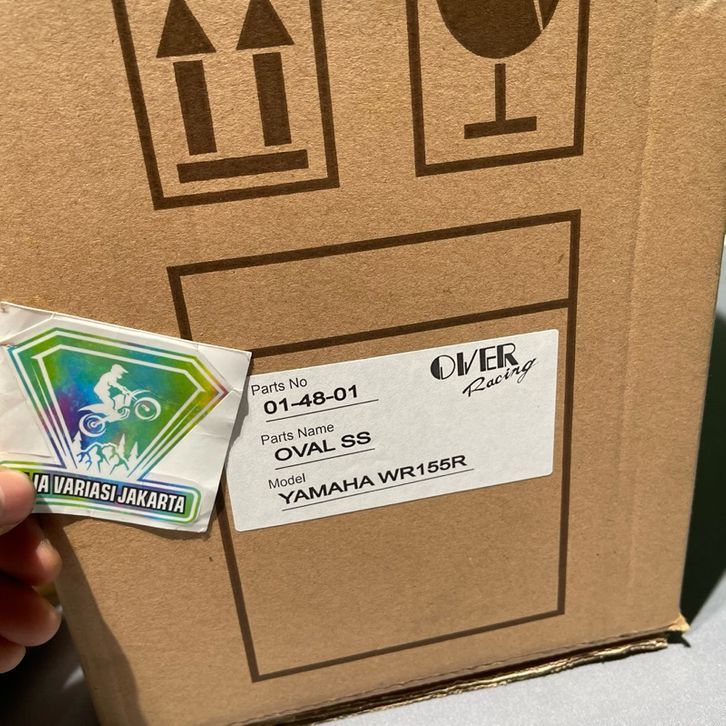 OVER
Racing
Parts No
01-48-01
Parts Name
OVAL SS
Model
YAMAHA WR155R
VARIASI JAKARTA